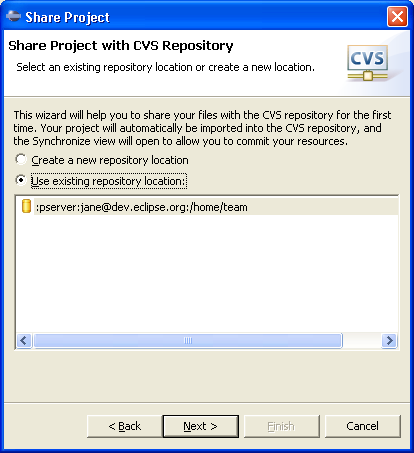 Share Project
Share Project with CVS Repository
Select an existing repository location or create a new location.
CVS
This wizard will help you to share your files with the CVS repository for the first
time. Your project will automatically be imported into the CVS repository, and
the Synchronize view will open to allow you to commit your resources.
Create a new repository location
Use existing repository location:
:pserver:jane@dev.eclipse.org:/home/team
< Back
Next >
Finish
Cancel